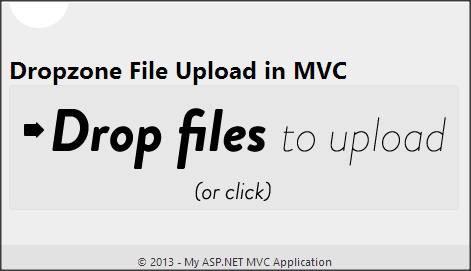 Dropzone File Upload in MVC
Drop files to upload
(or click)
© 2013 - My ASP.NET MVC Application